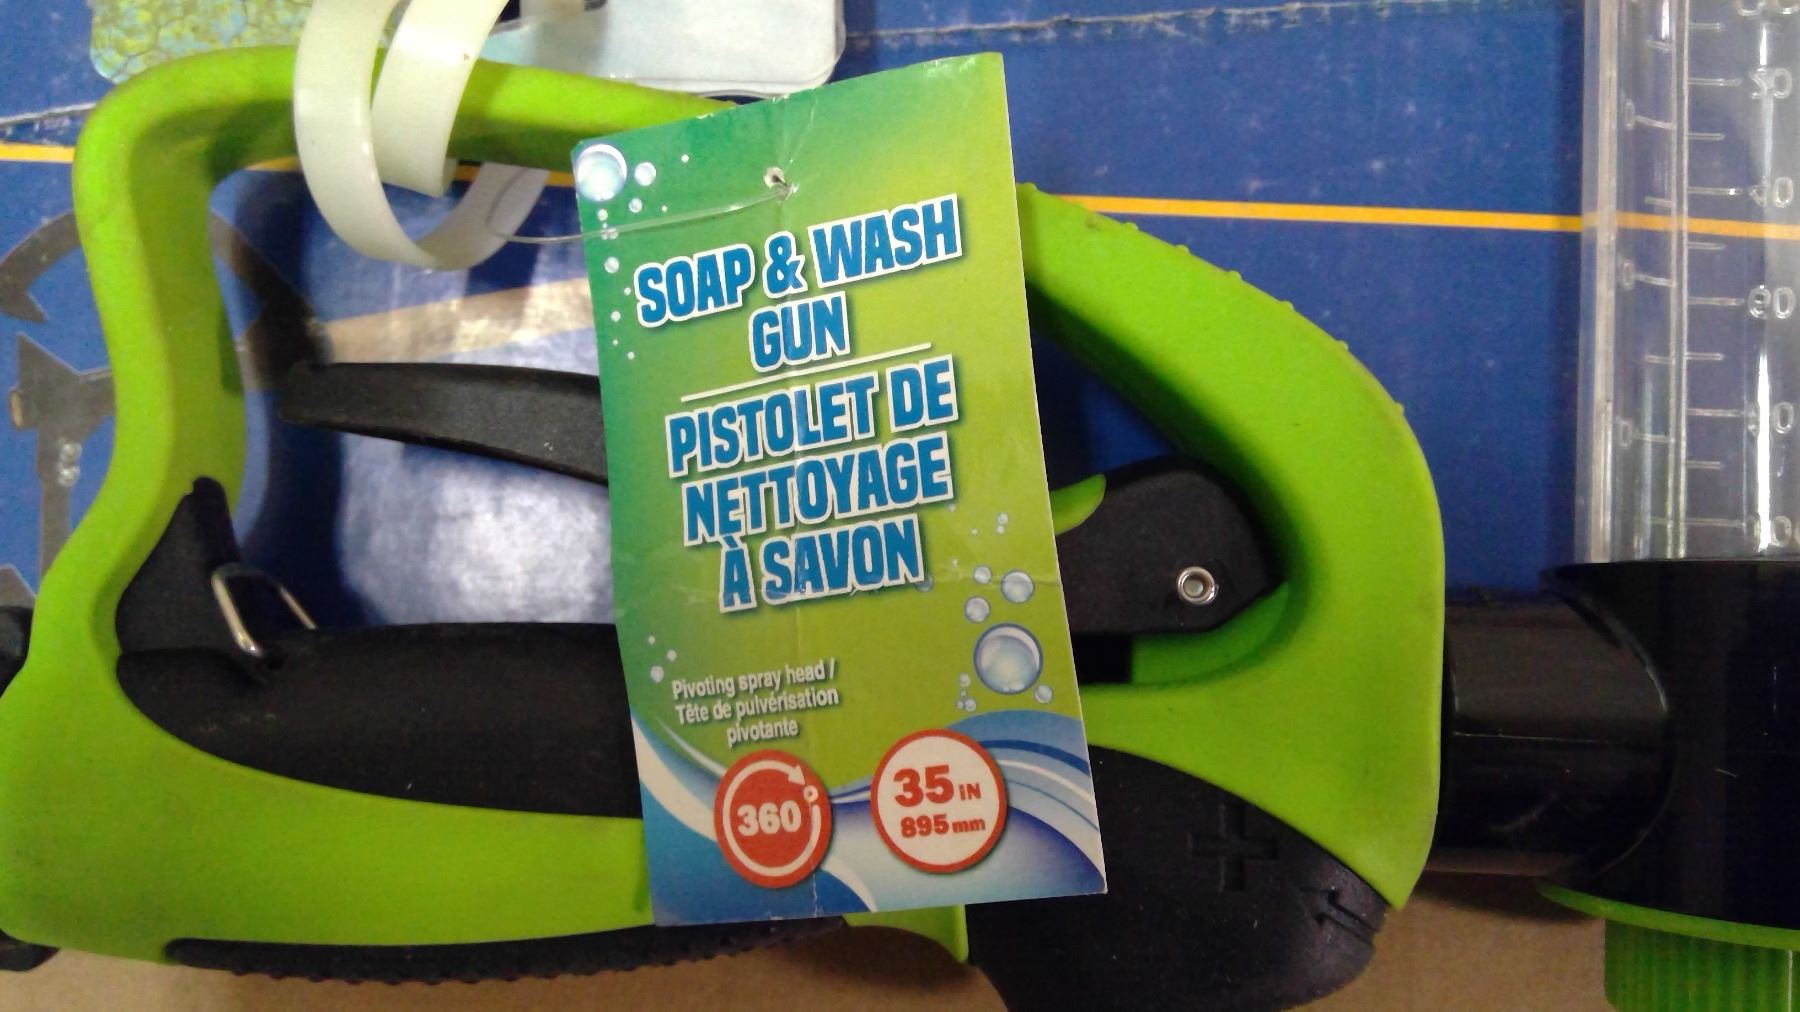 SOAP & WASH
GUN
PISTOLET DE
NETTOYAGE
À SAVON
Pivoting spray head /
Tête de pulvérisation
pivotante
360°
35 IN
895 mm
40